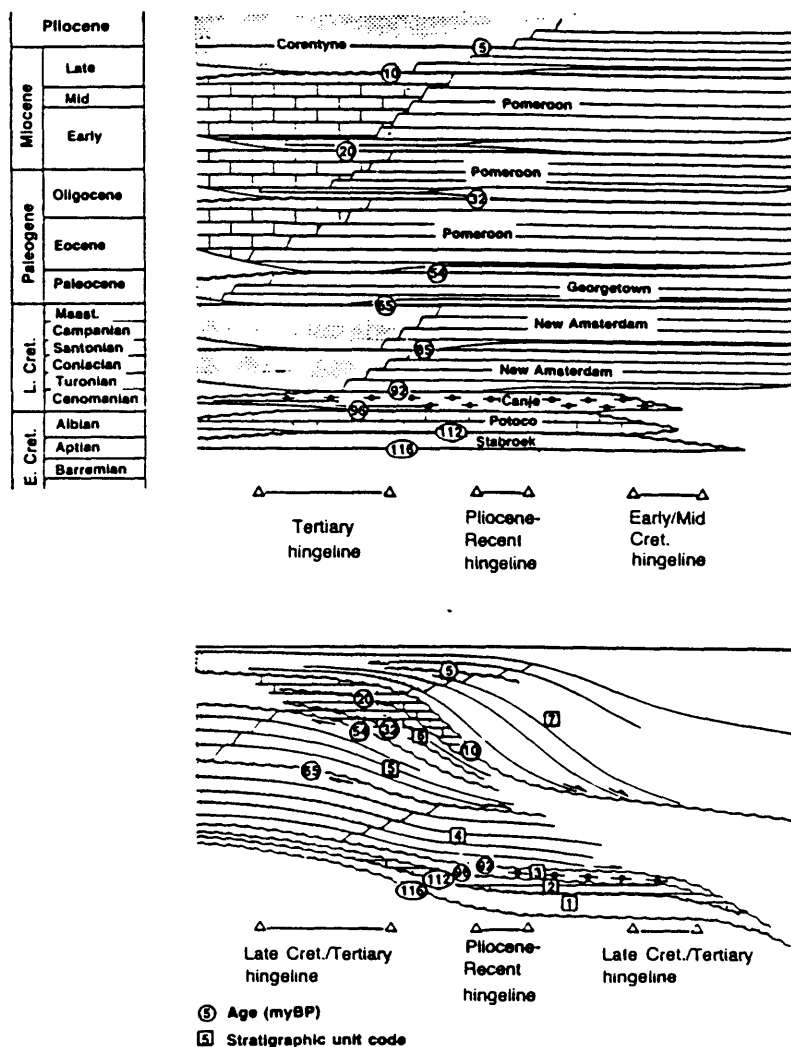 Pliocene
Miocene
Late
Mid
Early
Paleogene
Oligocene
Eocene
Paleocene
L. Cret.
Maast.
Campanian
Santonian
Coniacian
Turonian
Cenomanian
E. Cret.
Albian
Aptian
Barremian
Corentyne
5
10
Pomeroon
20
Pomeroon
32
Pomeroon
54
Georgetown
65
New Amsterdam
85
New Amsterdam
92
Canje
96
Potoco
112
Stabroek
116
Tertiary
hingeline
Pliocene-
Recent
hingeline
Early/Mid
Cret.
hingeline
5
20
7
54
32
6
10
65
5
4
92
96
3
112
2
116
1
Late Cret./Tertiary
hingeline
Pliocene-
Recent
hingeline
Late Cret./Tertiary
hingeline
5 Age (myBP)
5 Stratigraphic unit code